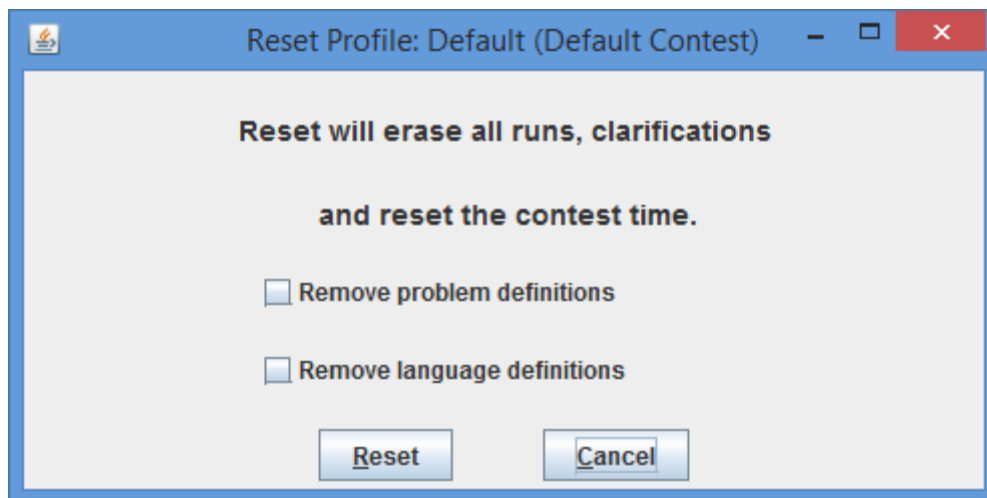 Reset Profile: Default (Default Contest)
Reset will erase all runs, clarifications
and reset the contest time.
Remove problem definitions
Remove language definitions
Reset Cancel